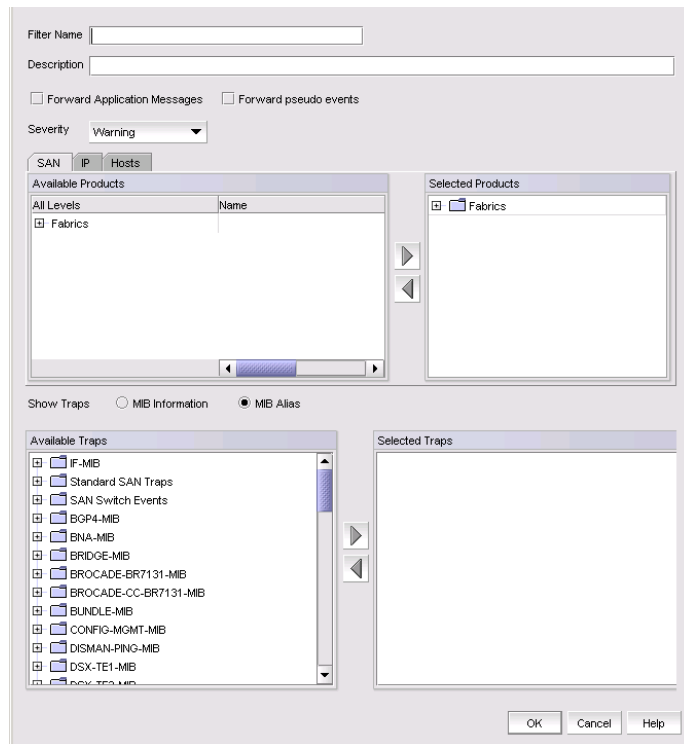 Filter Name
Description
Forward Application Messages Forward pseudo events
Severity Warning
SAN IP Hosts
Available Products
All Levels Name
Fabrics
Selected Products
Fabrics
Show Traps MIB Information MIB Alias
Available Traps
IF-MIB
Standard SAN Traps
SAN Switch Events
BGP4-MIB
BNA-MIB
BRIDGE-MIB
BROCADE-BR7131-MIB
BROCADE-CC-BR7131-MIB
BUNDLE-MIB
CONFIG-MGMT-MIB
DISMAN-PING-MIB
DSX-TE1-MIB
Selected Traps
OK Cancel Help